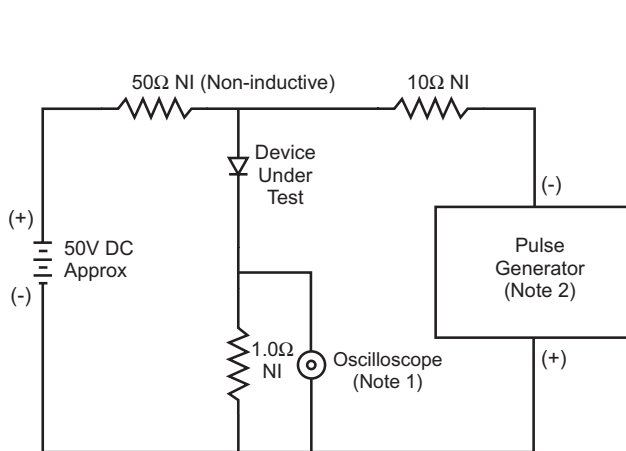 50Ω NI (Non-inductive)
10Ω NI
Device
Under
Test
(+)
50V DC
Approx
(-)
(-)
Pulse
Generator
(Note 2)
(+)
1.0Ω
NI
Oscilloscope
(Note 1)